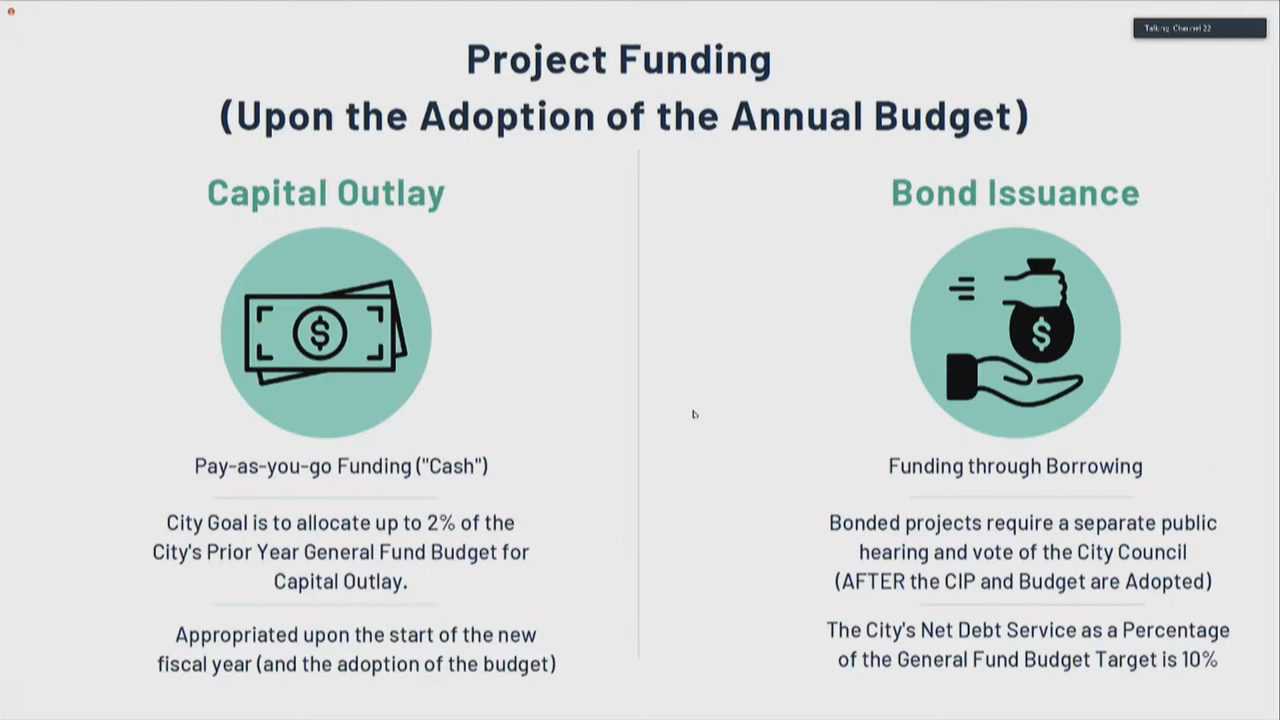 Talking: Channel 22
Project Funding
(Upon the Adoption of the Annual Budget)
Capital Outlay
$
Pay-as-you-go Funding ("Cash")
City Goal is to allocate up to 2% of the
City's Prior Year General Fund Budget for
Capital Outlay.
Appropriated upon the start of the new
fiscal year (and the adoption of the budget)
Bond Issuance
$
Funding through Borrowing
Bonded projects require a separate public
hearing and vote of the City Council
(AFTER the CIP and Budget are Adopted)
The City's Net Debt Service as a Percentage
of the General Fund Budget Target is 10%